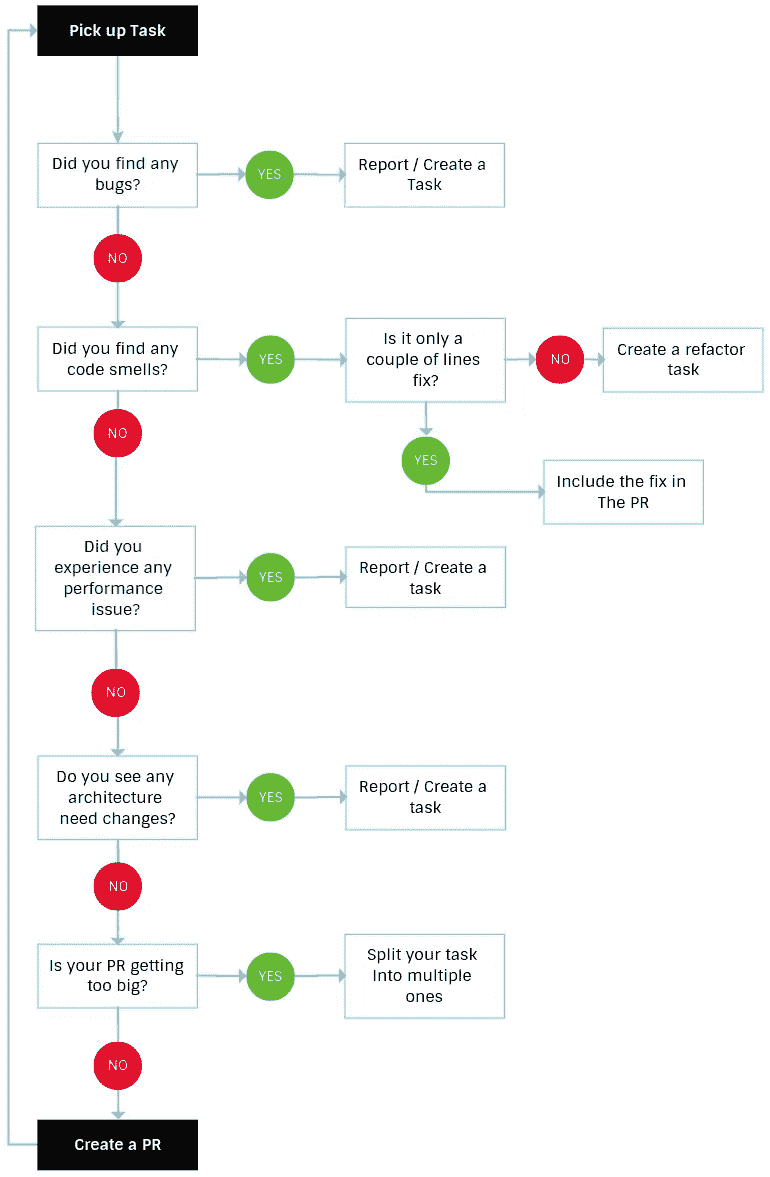 Pick up Task
Did you find any
bugs?
YES
Report / Create a
Task
NO
Did you find any
code smells?
YES
Is it only a
couple of lines
fix?
NO
Create a refactor
task
NO
YES
Include the fix in
The PR
Did you
experience any
performance
issue?
YES
Report / Create a
task
NO
Do you see any
architecture
need changes?
YES
Report / Create a
task
NO
Is your PR getting
too big?
YES
Split your task
Into multiple
ones
NO
Create a PR